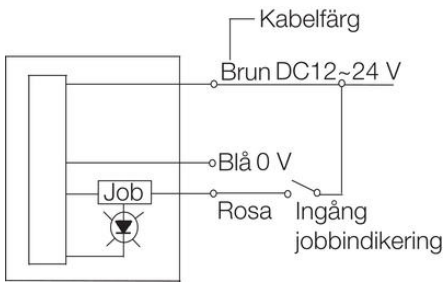 Kabelfärg
Brun DC12~24 V
Blå 0 V
Job
Rosa
Ingång
jobbindikering